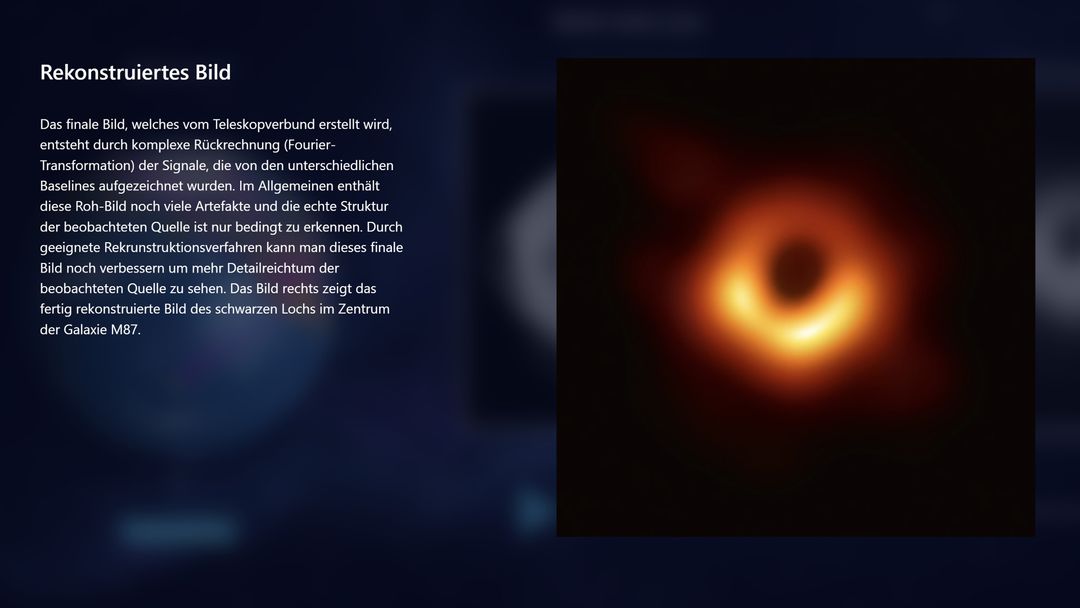 Rekonstruiertes Bild
Das finale Bild, welches vom Teleskopverbund erstellt wird,
entsteht durch komplexe Rückrechnung (Fourier-
Transformation) der Signale, die von den unterschiedlichen
Baselines aufgezeichnet wurden. Im Allgemeinen enthält
diese Roh-Bild noch viele Artefakte und die echte Struktur
der beobachteten Quelle ist nur bedingt zu erkennen. Durch
geeignete Rekrunstruktionsverfahren kann man dieses finale
Bild noch verbessern um mehr Detailreichtum der
beobachteten Quelle zu sehen. Das Bild rechts zeigt das
fertig rekonstruierte Bild des schwarzen Lochs im Zentrum
der Galaxie M87.